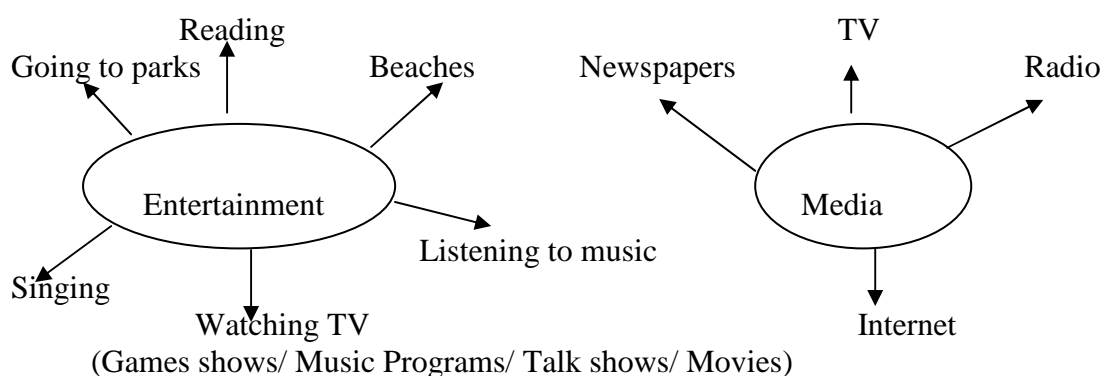 Reading
TV
Going to parks
Beaches
Newspapers
Radio
Entertainment
Media
Listening to music
Singing
Watching TV
Internet
(Games shows/ Music Programs/ Talk shows/ Movies)